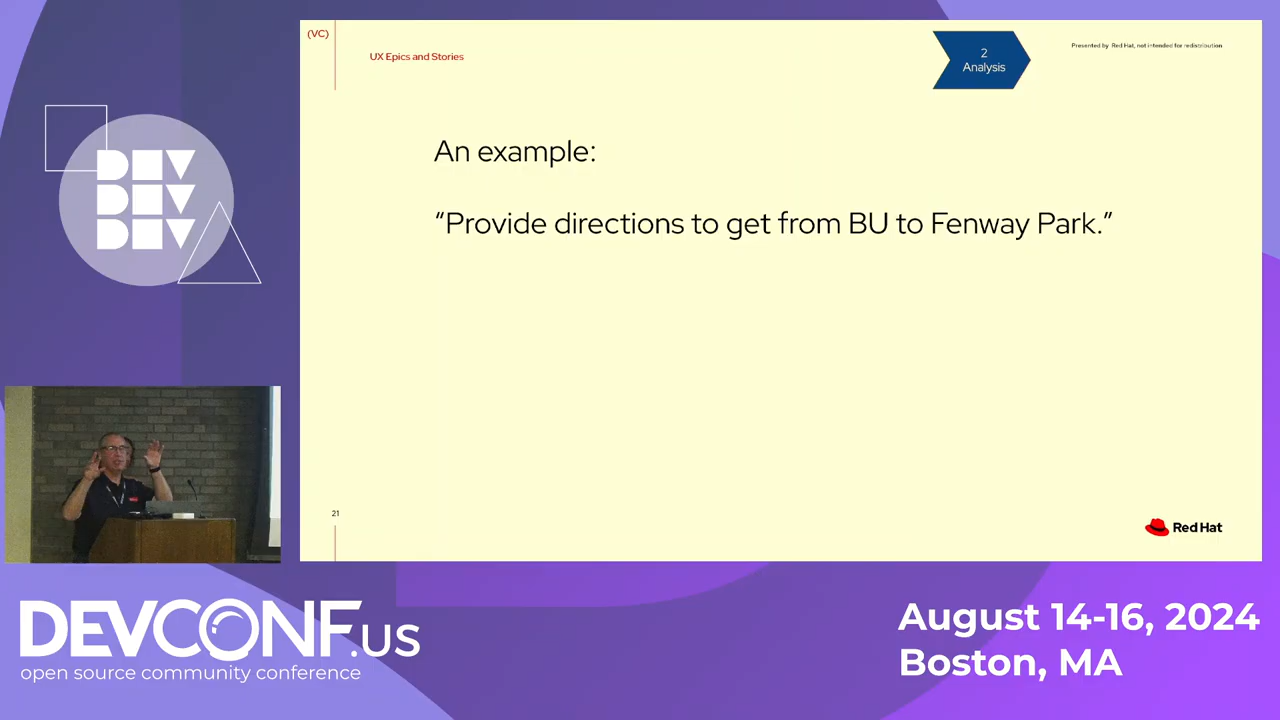 (VC)
UX Epics and Stories
2
Analysis
Presented by Red Hat, not intended for redistribution
An example:
“Provide directions to get from BU to Fenway Park.”
21
Red Hat
DEV
DEV
DEV
DEVCONF.US
open source community conference
August 14-16, 2024
Boston, MA